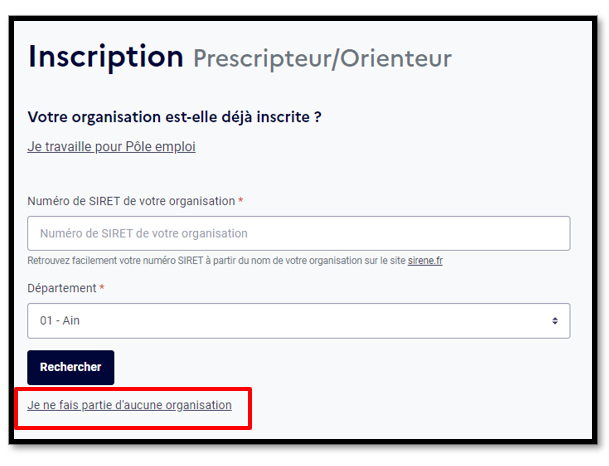 Inscription Prescripteur/Orienteur
Votre organisation est-elle déjà inscrite ?
Je travaille pour Pôle emploi
Numéro de SIRET de votre organisation *
Numéro de SIRET de votre organisation
Retrouvez facilement votre numéro SIRET à partir du nom de votre organisation sur le site sirene.fr
Département *
01 - Ain
Rechercher
Je ne fais partie d'aucune organisation